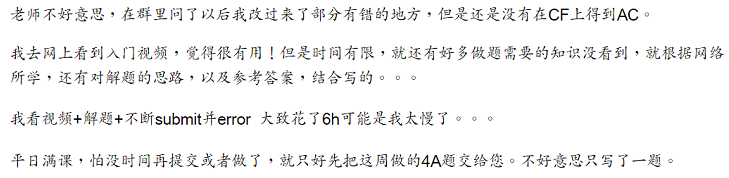 老师不好意思，在群里问了以后我改过来了部分有错的地方，但是还是没有在CF上得到AC。
我去网上看到入门视频，觉得很有用！但是时间有限，就还有好多做题需要的知识没看到，就根据网络
所学，还有对解题的思路，以及参考答案，结合写的。。。
我看视频+解题+不断submit并error 大致花了6h可能是我太慢了。。。
平日满课，怕没时间再提交或者做了，就只好先把这周做的4A题交给您。不好意思只写了一题。